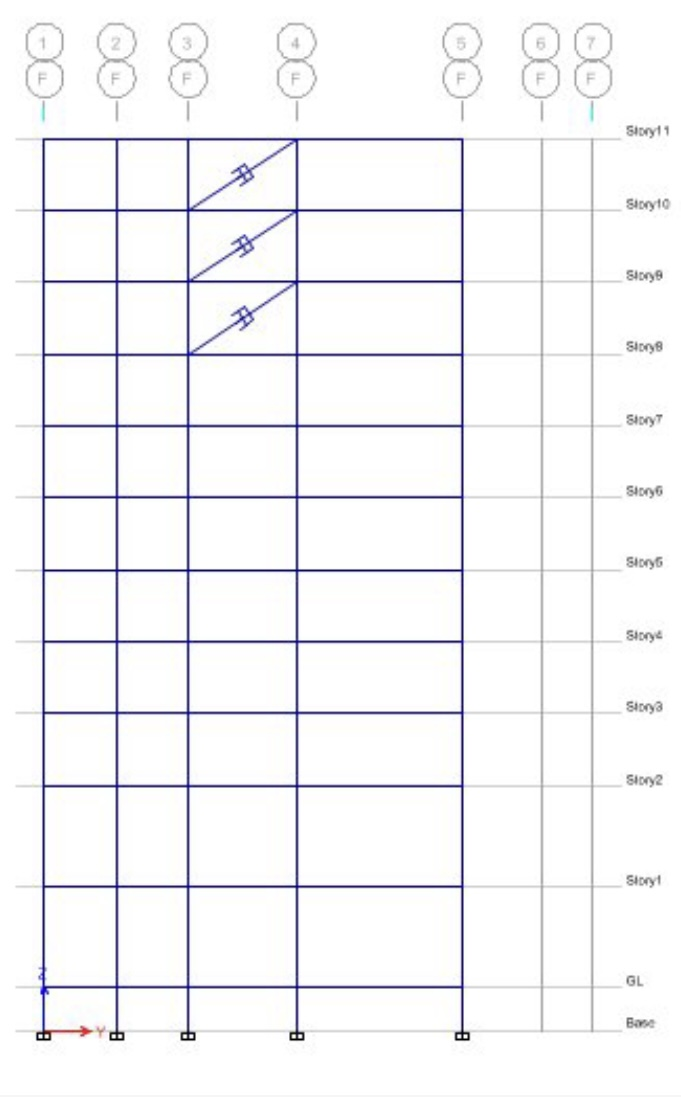 1 2 3 4 5 6 7
F F F F F F F
Story11
Story10
Story9
Story8
Story7
Story6
Story5
Story4
Story3
Story2
Story1
Z
GL
Base
Y